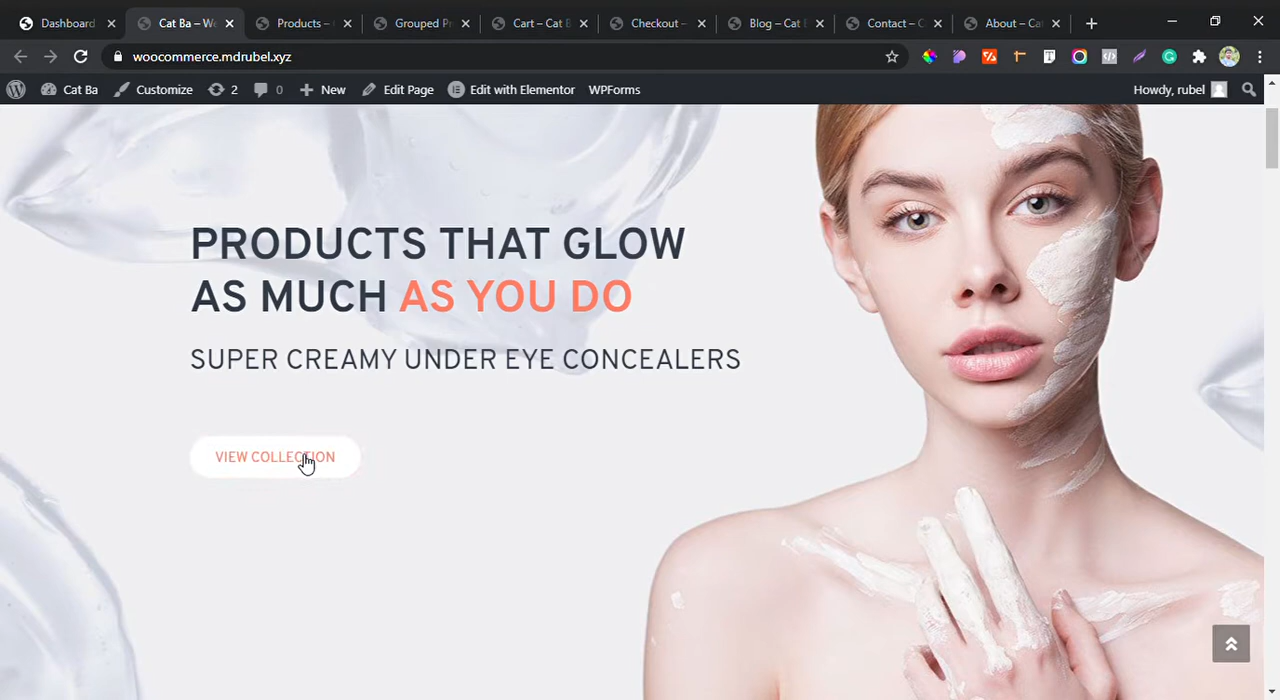 Dashboard Cat Ba – We Products – Grouped Pr Cart – Cat B Checkout – Blog – Cat B Contact – C About – Ca
woocommerce.mdrubel.xyz
Cat Ba Customize 2 0 New Edit Page Edit with Elementor WPForms Howdy, rubel
PRODUCTS THAT GLOW
AS MUCH AS YOU DO
SUPER CREAMY UNDER EYE CONCEALERS
VIEW COLLECTION